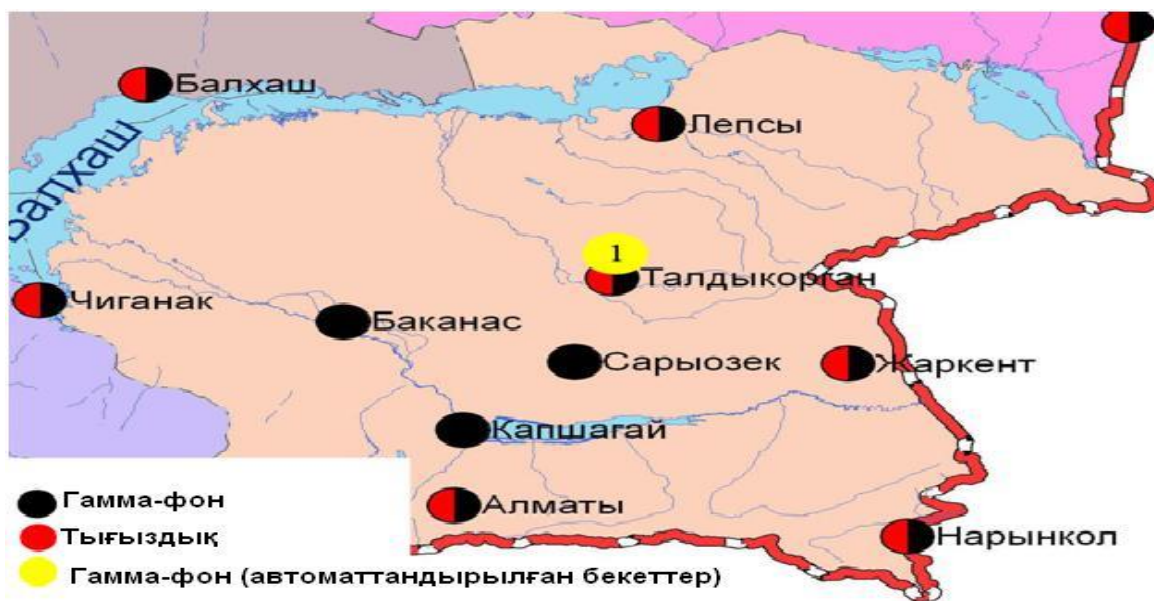 Балхаш
Лепсы
Балхаш
1
Талдыкорган
Чиганак
Баканас
Сарыозек
Жаркент
Капшагай
Алматы
Нарынкол
Гамма-фон
Тығыздық
Гамма-фон (автоматтандырылған бекеттер)